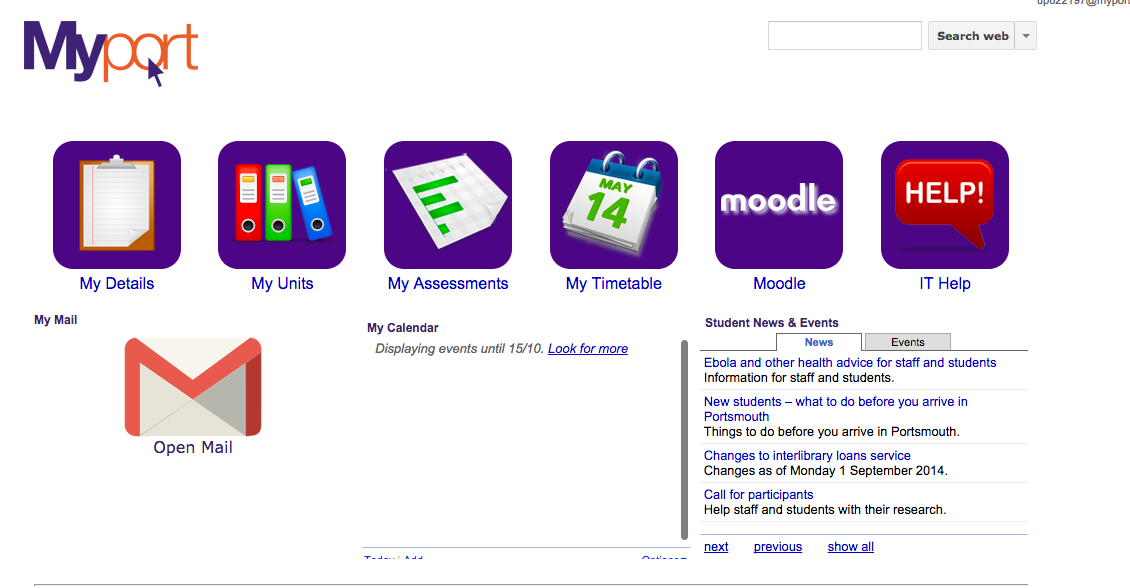 Myport
Search web
MAY
14
moodle
HELP!
My Details
My Units
My Assessments
My Timetable
Moodle
IT Help
My Mail
Open Mail
My Calendar
Displaying events until 15/10. Look for more
Today
Add
Student News & Events
News
Events
Ebola and other health advice for staff and students
Information for staff and students.
New students – what to do before you arrive in
Portsmouth
Things to do before you arrive in Portsmouth.
Changes to interlibrary loans service
Changes as of Monday 1 September 2014.
Call for participants
Help staff and students with their research.
next previous show all